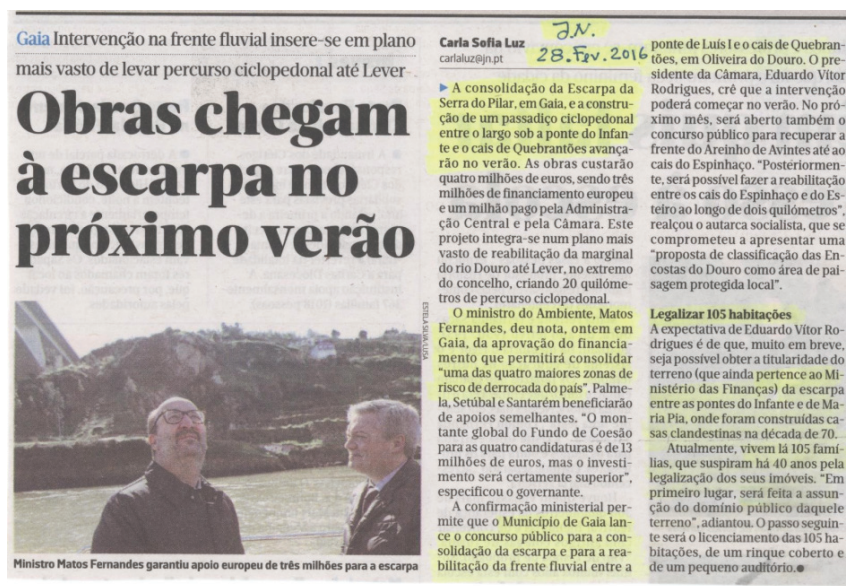 Gaia Intervenção na frente fluvial insere-se em plano
mais vasto de levar percurso ciclopedonal até Lever
Obras chegam
à escarpa no
próximo verão
ESTELA SILVA/LUSA
Ministro Matos Fernandes garantiu apoio europeu de três milhões para a escarpa
J.N.
28. Fev. 2016
Carla Sofia Luz
carlaluz@jn.pt
A consolidação da Escarpa da
Serra do Pilar, em Gaia, e a constru-
ção de um passadiço ciclopedonal
entre o largo sob a ponte do Infan-
te e o cais de Quebrantões avança-
rão no verão. As obras custarão
quatro milhões de euros, sendo três
milhões de financiamento europeu
e um milhão pago pela Administra-
ção Central e pela Câmara. Este
projeto integra-se num plano mais
vasto de reabilitação da marginal
do rio Douro até Lever, no extremo
do concelho, criando 20 quilóme-
tros de percurso ciclopedonal.
O ministro do Ambiente, Matos
Fernandes, deu nota, ontem em
Gaia, da aprovação do financia-
mento que permitirá consolidar
"uma das quatro maiores zonas de
risco de derrocada do país". Palme-
la, Setúbal e Santarém beneficiarão
de apoios semelhantes. "O mon-
tante global do Fundo de Coesão
para as quatro candidaturas é de 13
milhões de euros, mas o investi-
mento será certamente superior",
especificou o governante.
A confirmação ministerial per-
mite que o Município de Gaia lan-
ce o concurso público para a con-
solidação da escarpa e para a rea-
bilitação da frente fluvial entre a
ponte de Luís I e o cais de Quebran-
tões, em Oliveira do Douro. O pre-
sidente da Câmara, Eduardo Vítor
Rodrigues, crê que a intervenção
poderá começar no verão. No pró-
ximo mês, será aberto também o
concurso público para recuperar a
frente do Areinho de Avintes até ao
cais do Espinhaço. "Posteriormen-
te, será possível fazer a reabilitação
entre os cais do Espinhaço e do Es-
teiro ao longo de dois quilómetros",
realçou o autarca socialista, que se
comprometeu a apresentar uma
"proposta de classificação das En-
costas do Douro como área de pai-
sagem protegida local".
Legalizar 105 habitações
A expectativa de Eduardo Vítor Ro-
drigues é de que, muito em breve,
seja possível obter a titularidade do
terreno (que ainda pertence ao Mi-
nistério das Finanças) da escarpa
entre as pontes do Infante e de Ma-
ria Pia, onde foram construídas ca-
sas clandestinas na década de 70.
Atualmente, vivem lá 105 famí-
lias, que suspiram há 40 anos pela
legalização dos seus imóveis. "Em
primeiro lugar, será feita a assun-
ção do domínio público daquele
terreno", adiantou. O passo seguin-
te será o licenciamento das 105 ha-
bitações, de um rinque coberto e
de um pequeno auditório.